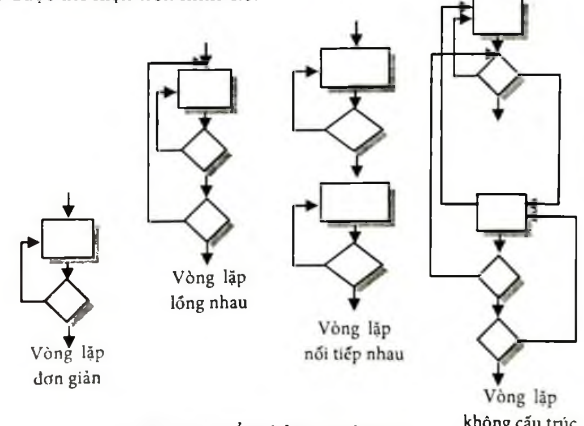 Vòng lặp
đơn giản
Vòng lặp
lồng nhau
Vòng lặp
nối tiếp nhau
Vòng lặp
không cấu trúc